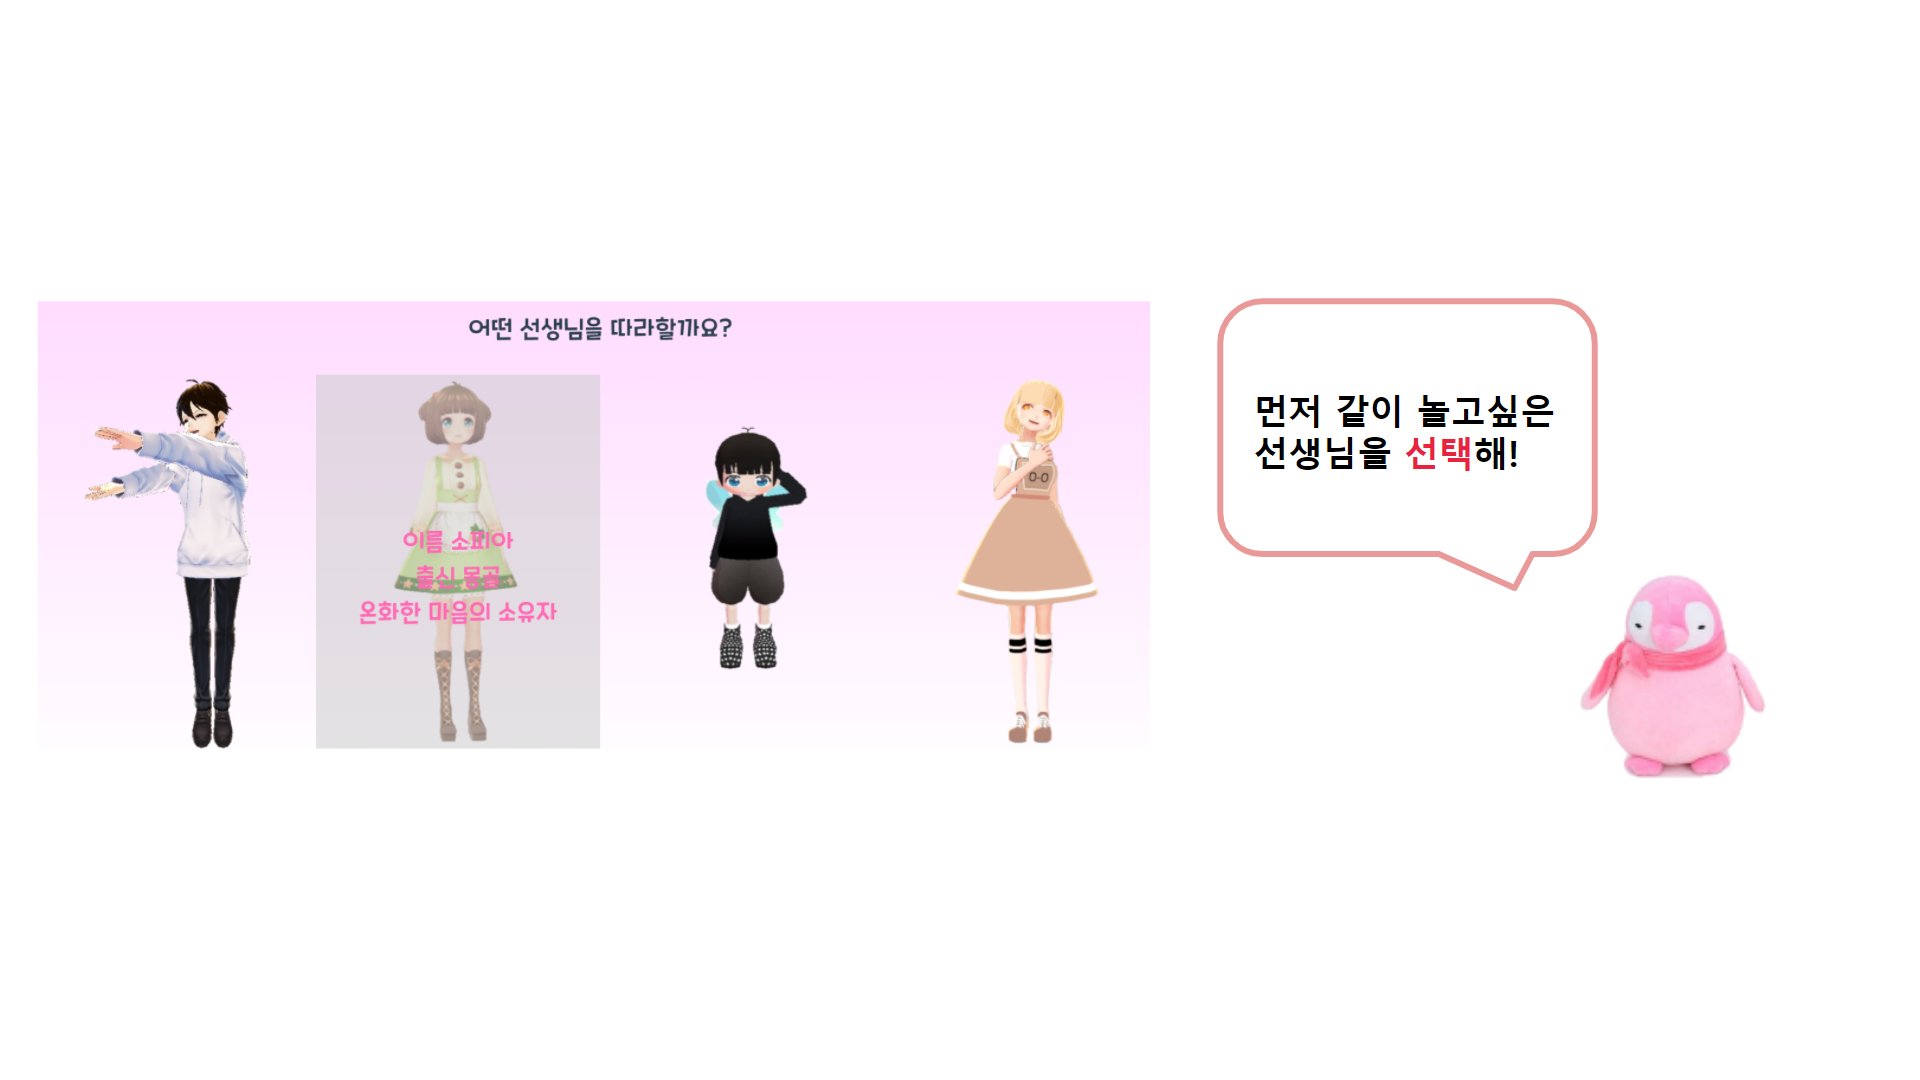 어떤 선생님을 따라할까요?
이름 소피아
출신 몽골
온화한 마음의 소유자
먼저 같이 놀고싶은
선생님을 선택해!